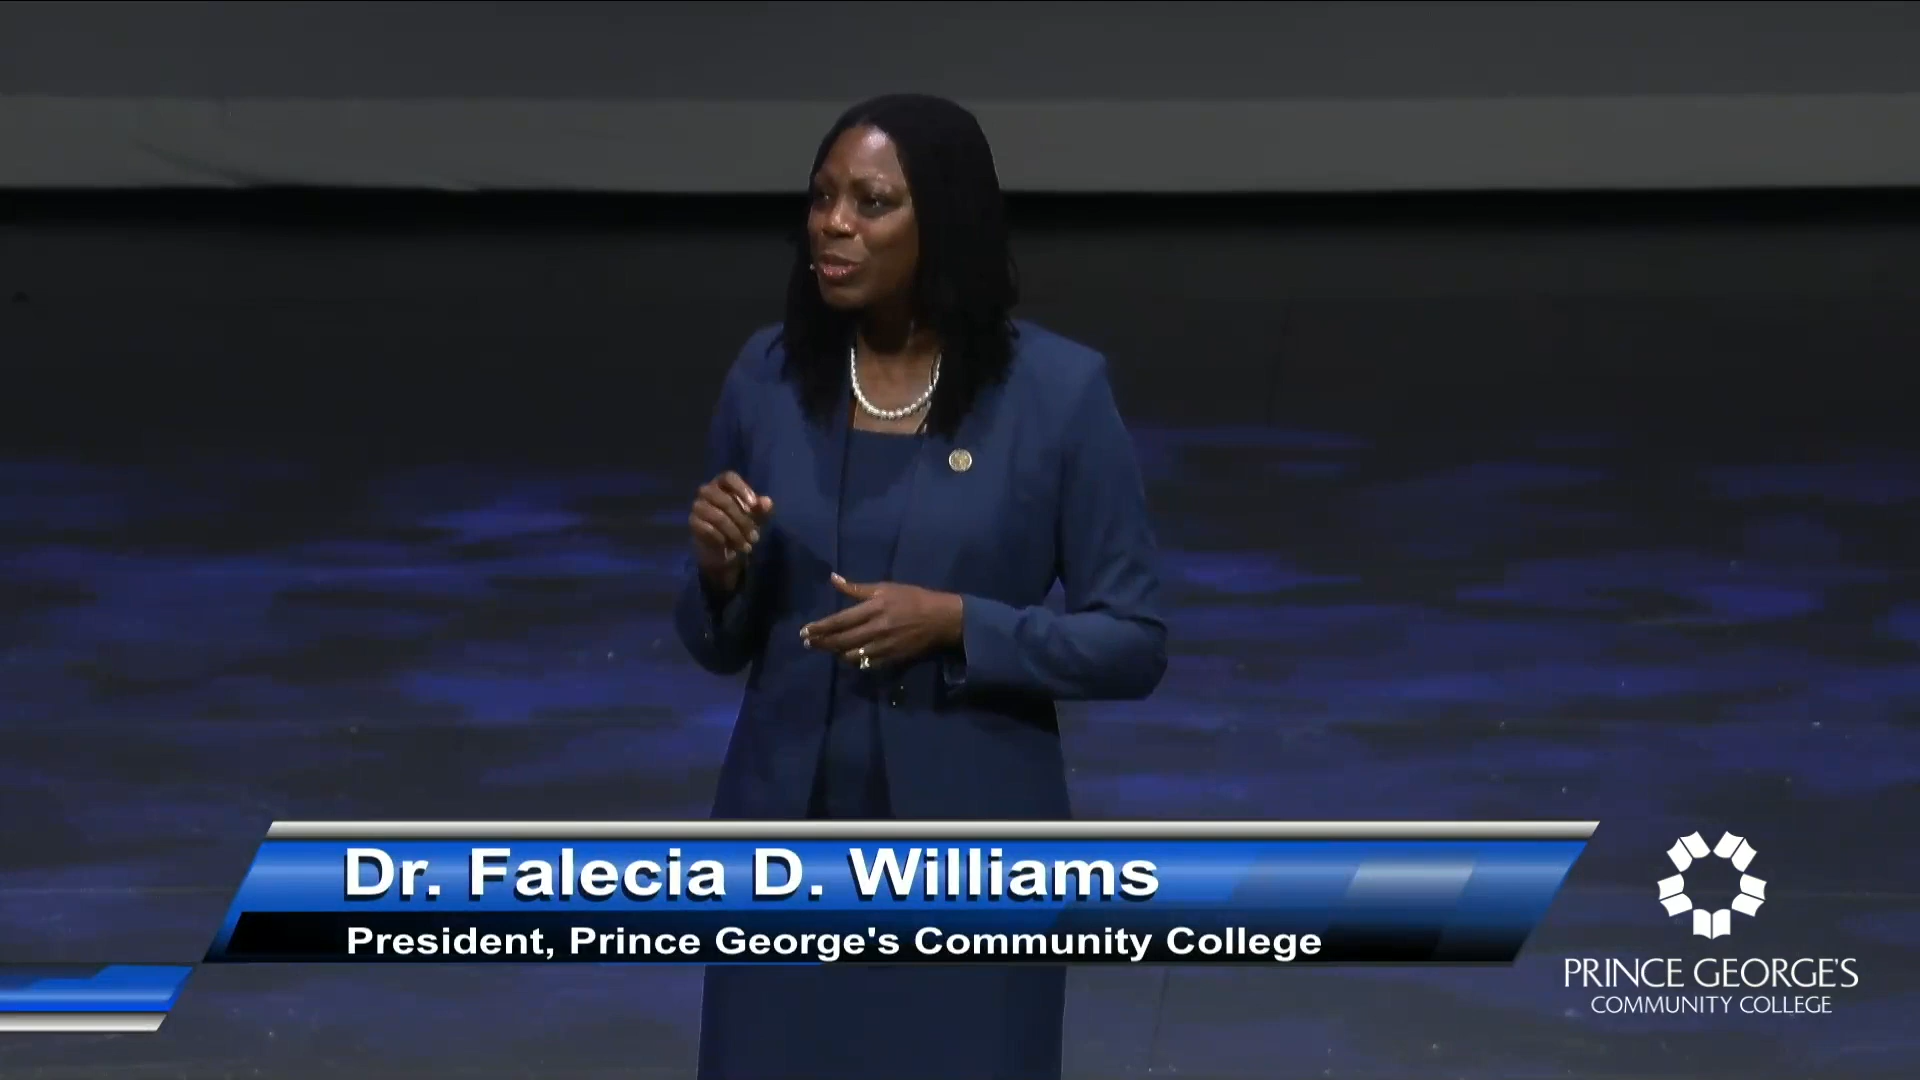 Dr. Falecia D. Williams
President, Prince George's Community College
PRINCE GEORGE'S
COMMUNITY COLLEGE